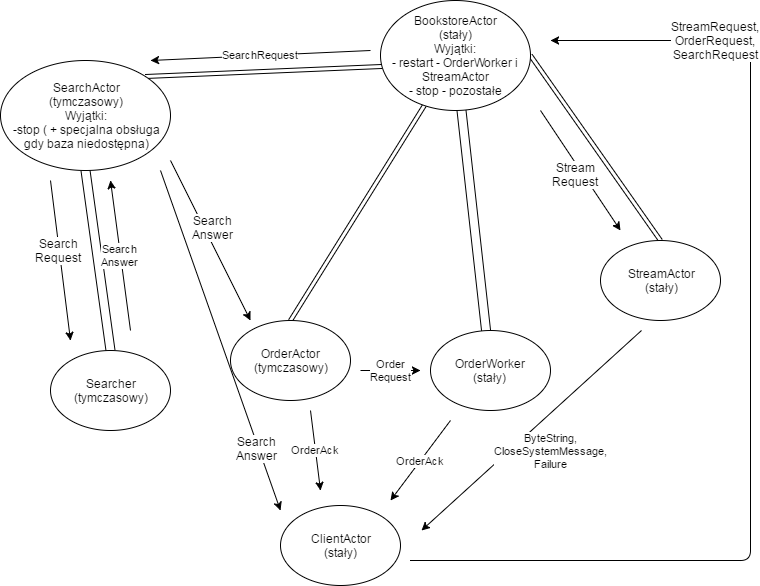 BookstoreActor
(stały)
Wyjątki:
- restart - OrderWorker i
StreamActor
- stop - pozostałe
StreamRequest,
OrderRequest,
SearchRequest
SearchRequest
SearchActor
(tymczasowy)
Wyjątki:
-stop ( + specjalna obsługa
gdy baza niedostępna)
Stream
Request
Search
Answer
Search
Request
Search
Answer
StreamActor
(stały)
OrderActor
(tymczasowy)
Order
Request
OrderWorker
(stały)
Searcher
(tymczasowy)
Search
Answer
OrderAck
OrderAck
ByteString,
CloseSystemMessage,
Failure
ClientActor
(stały)